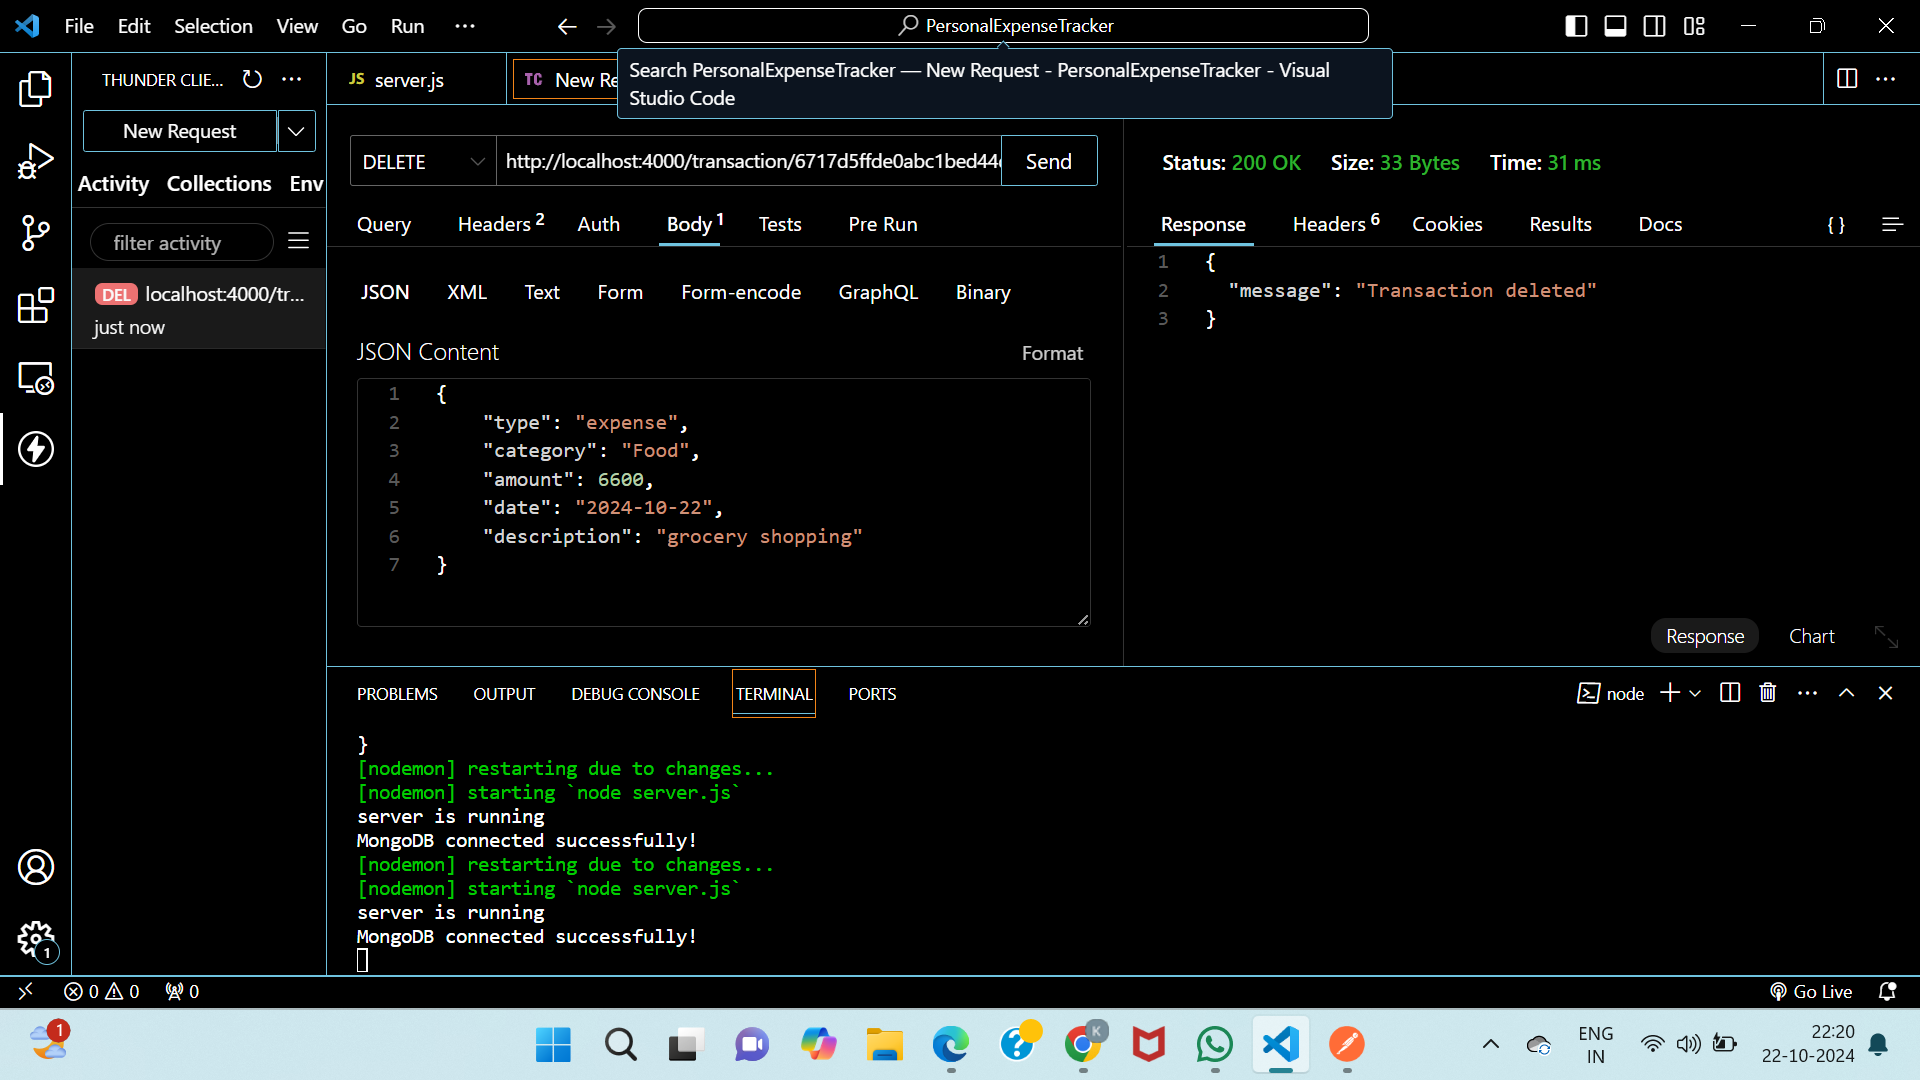 File Edit Selection View Go Run ...
PersonalExpenseTracker
Search PersonalExpenseTracker — New Request - PersonalExpenseTracker - Visual
Studio Code
THUNDER CLIE...
JS server.js
TC New Re
New Request
Activity Collections Env
filter activity
DEL localhost:4000/tr...
just now
DELETE http://localhost:4000/transaction/6717d5ffde0abc1bed44 Send
Query Headers 2 Auth Body 1 Tests Pre Run
JSON XML Text Form Form-encode GraphQL Binary
JSON Content Format
1 {
2 "type": "expense",
3 "category": "Food",
4 "amount": 6600,
5 "date": "2024-10-22",
6 "description": "grocery shopping"
7 }
Status: 200 OK Size: 33 Bytes Time: 31 ms
Response Headers 6 Cookies Results Docs {}
1 {
2 "message": "Transaction deleted"
3 }
Response Chart
PROBLEMS OUTPUT DEBUG CONSOLE TERMINAL PORTS
node
}
[nodemon] restarting due to changes...
[nodemon] starting `node server.js`
server is running
MongoDB connected successfully!
[nodemon] restarting due to changes...
[nodemon] starting `node server.js`
server is running
MongoDB connected successfully!
1
0 0 0
Go Live
1
K
ENG
IN
22:20
22-10-2024